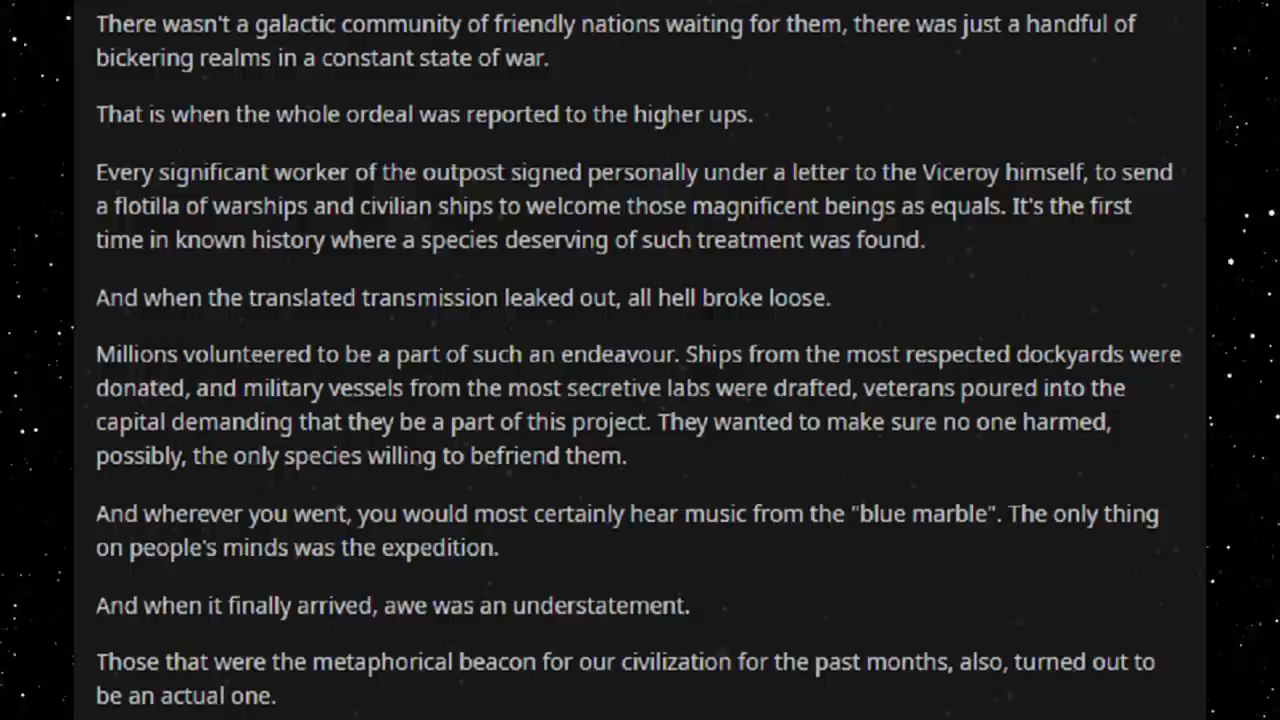 There wasn't a galactic community of friendly nations waiting for them, there was just a handful of
bickering realms in a constant state of war.
That is when the whole ordeal was reported to the higher ups.
Every significant worker of the outpost signed personally under a letter to the Viceroy himself, to send
a flotilla of warships and civilian ships to welcome those magnificent beings as equals. It's the first
time in known history where a species deserving of such treatment was found.
And when the translated transmission leaked out, all hell broke loose.
Millions volunteered to be a part of such an endeavour. Ships from the most respected dockyards were
donated, and military vessels from the most secretive labs were drafted, veterans poured into the
capital demanding that they be a part of this project. They wanted to make sure no one harmed,
possibly, the only species willing to befriend them.
And wherever you went, you would most certainly hear music from the "blue marble". The only thing
on people's minds was the expedition.
And when it finally arrived, awe was an understatement.
Those that were the metaphorical beacon for our civilization for the past months, also, turned out to
be an actual one.